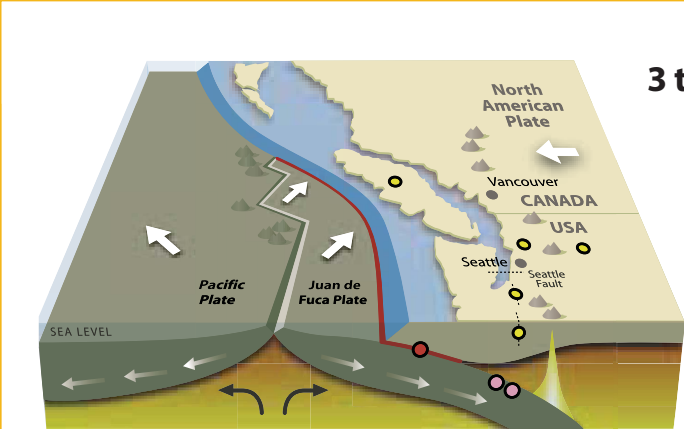 3 t
North
American
Plate
Vancouver
CANADA
USA
Seattle
Seattle
Fault
Pacific
Plate
Juan de
Fuca Plate
SEA LEVEL